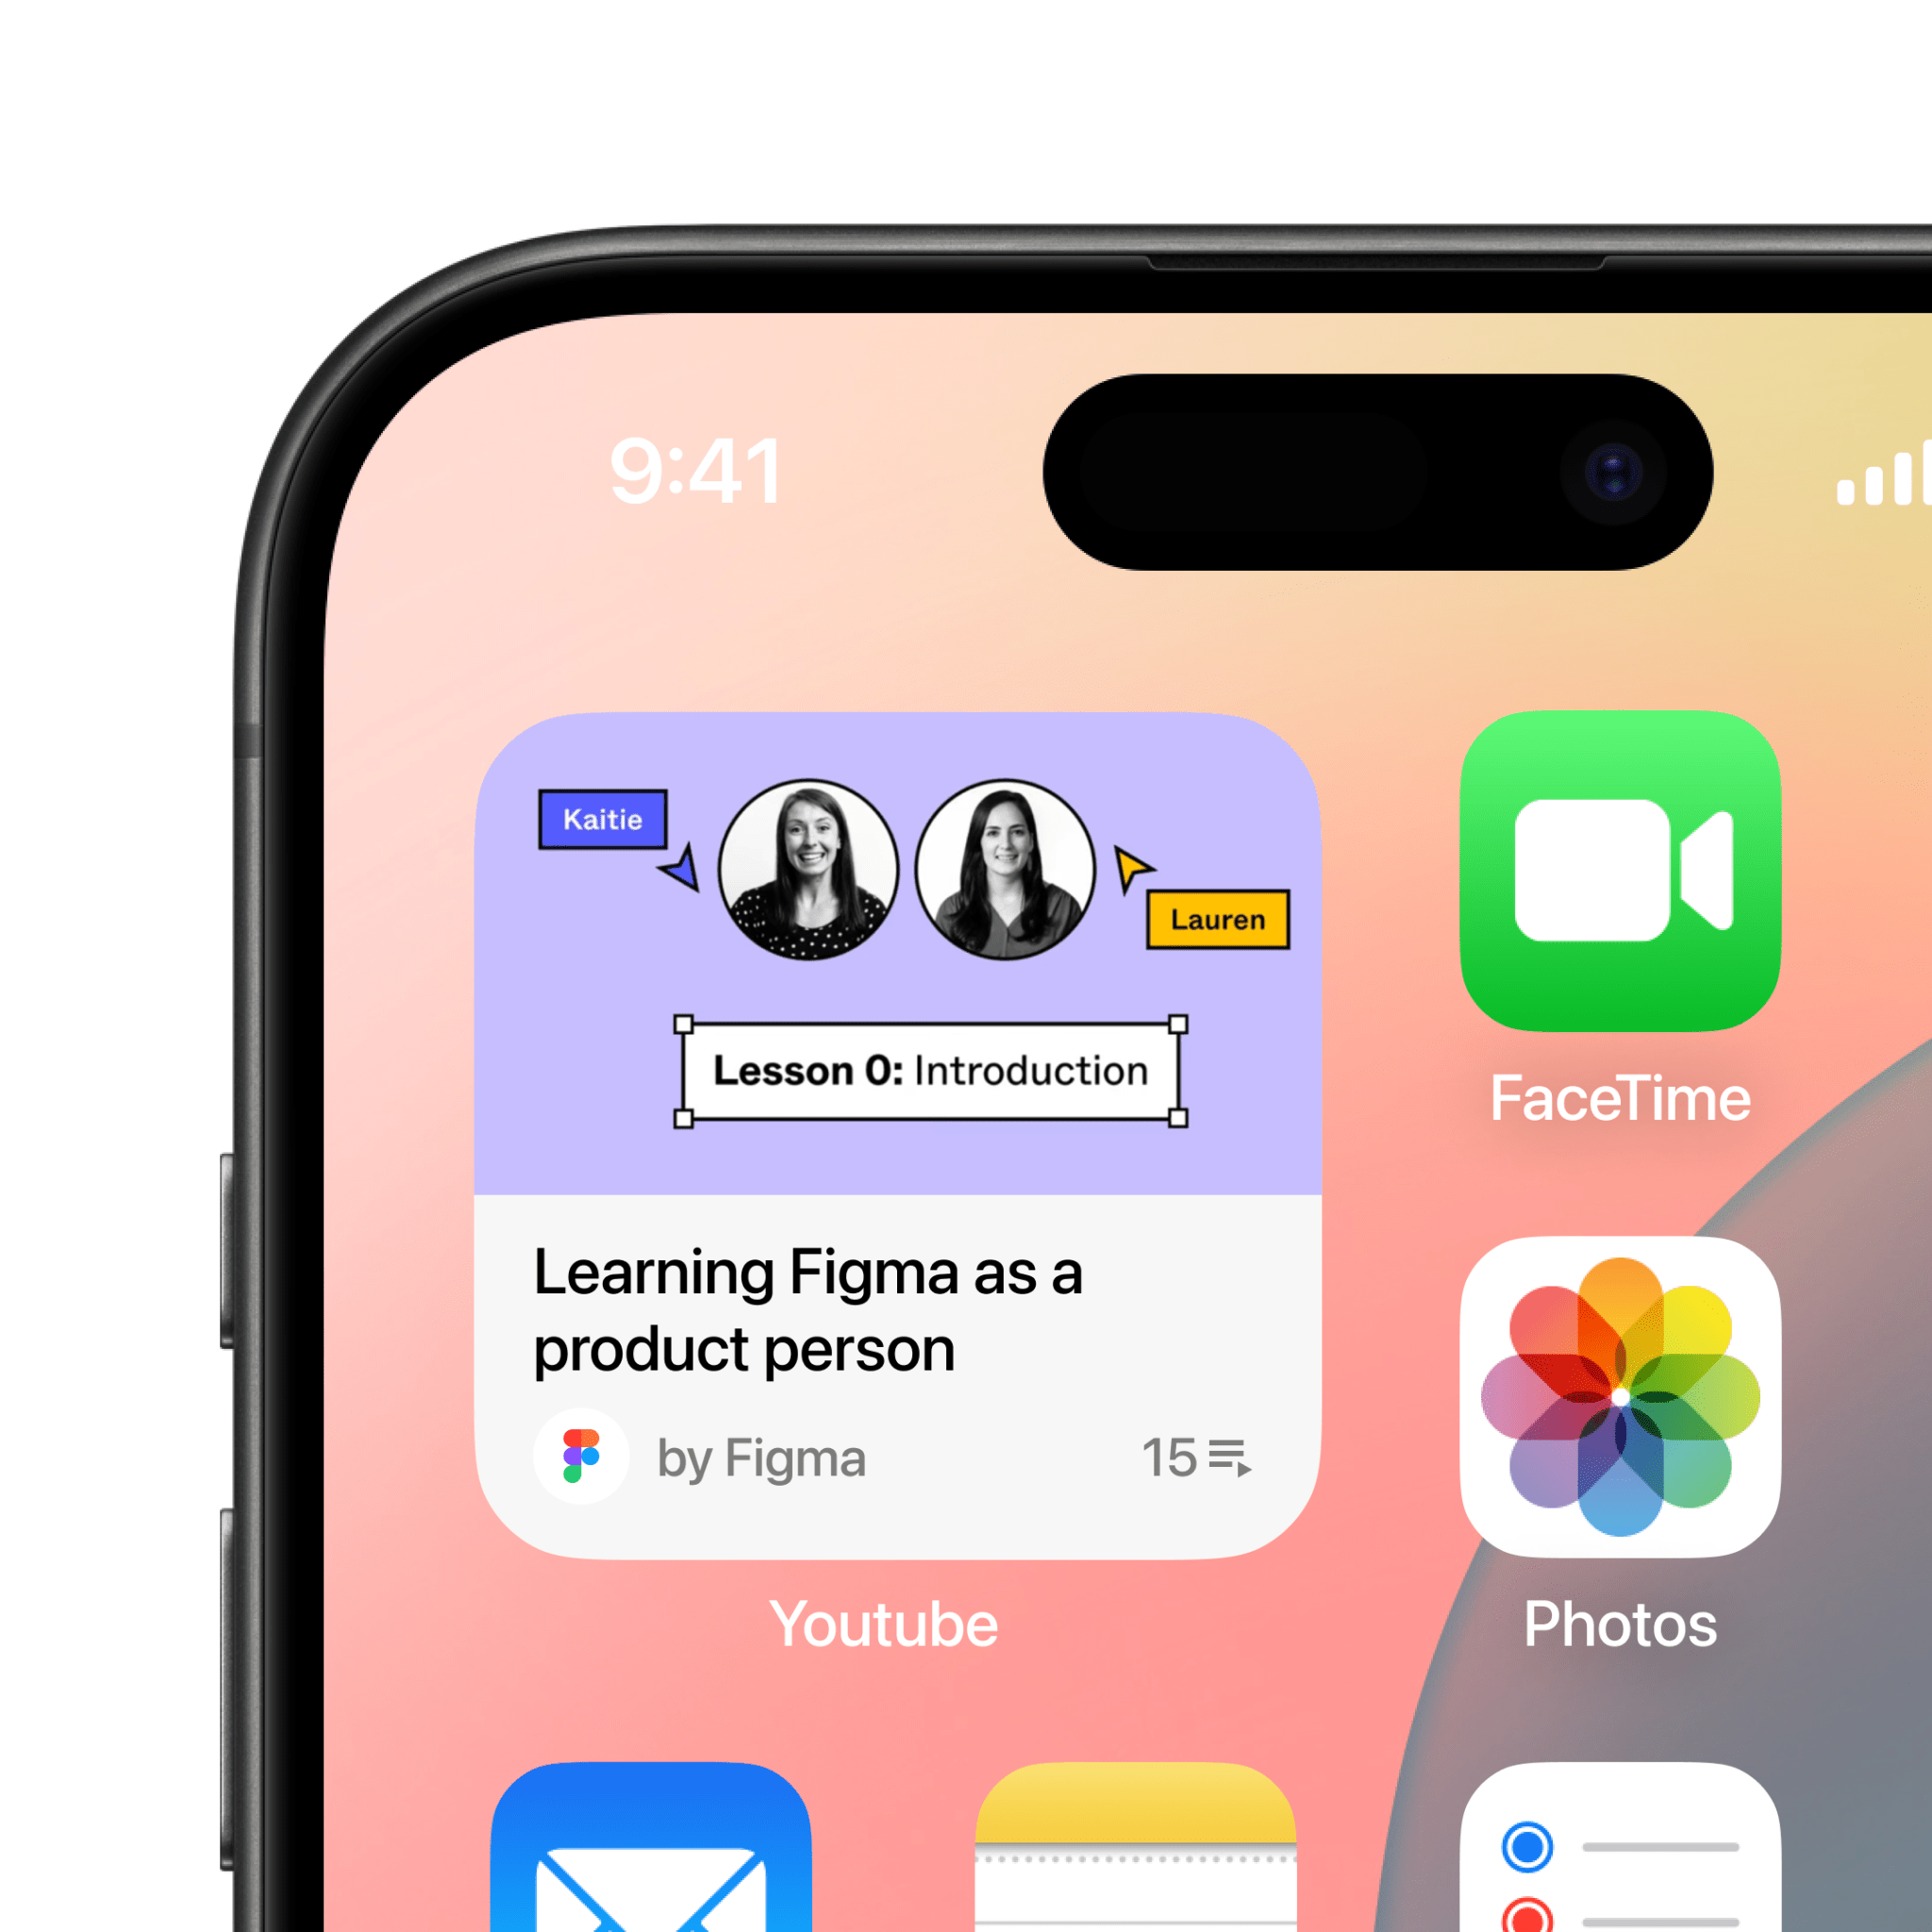 9:41
Kaitie
Lauren
Lesson 0: Introduction
Learning Figma as a
product person
by Figma
15
Youtube
FaceTime
Photos